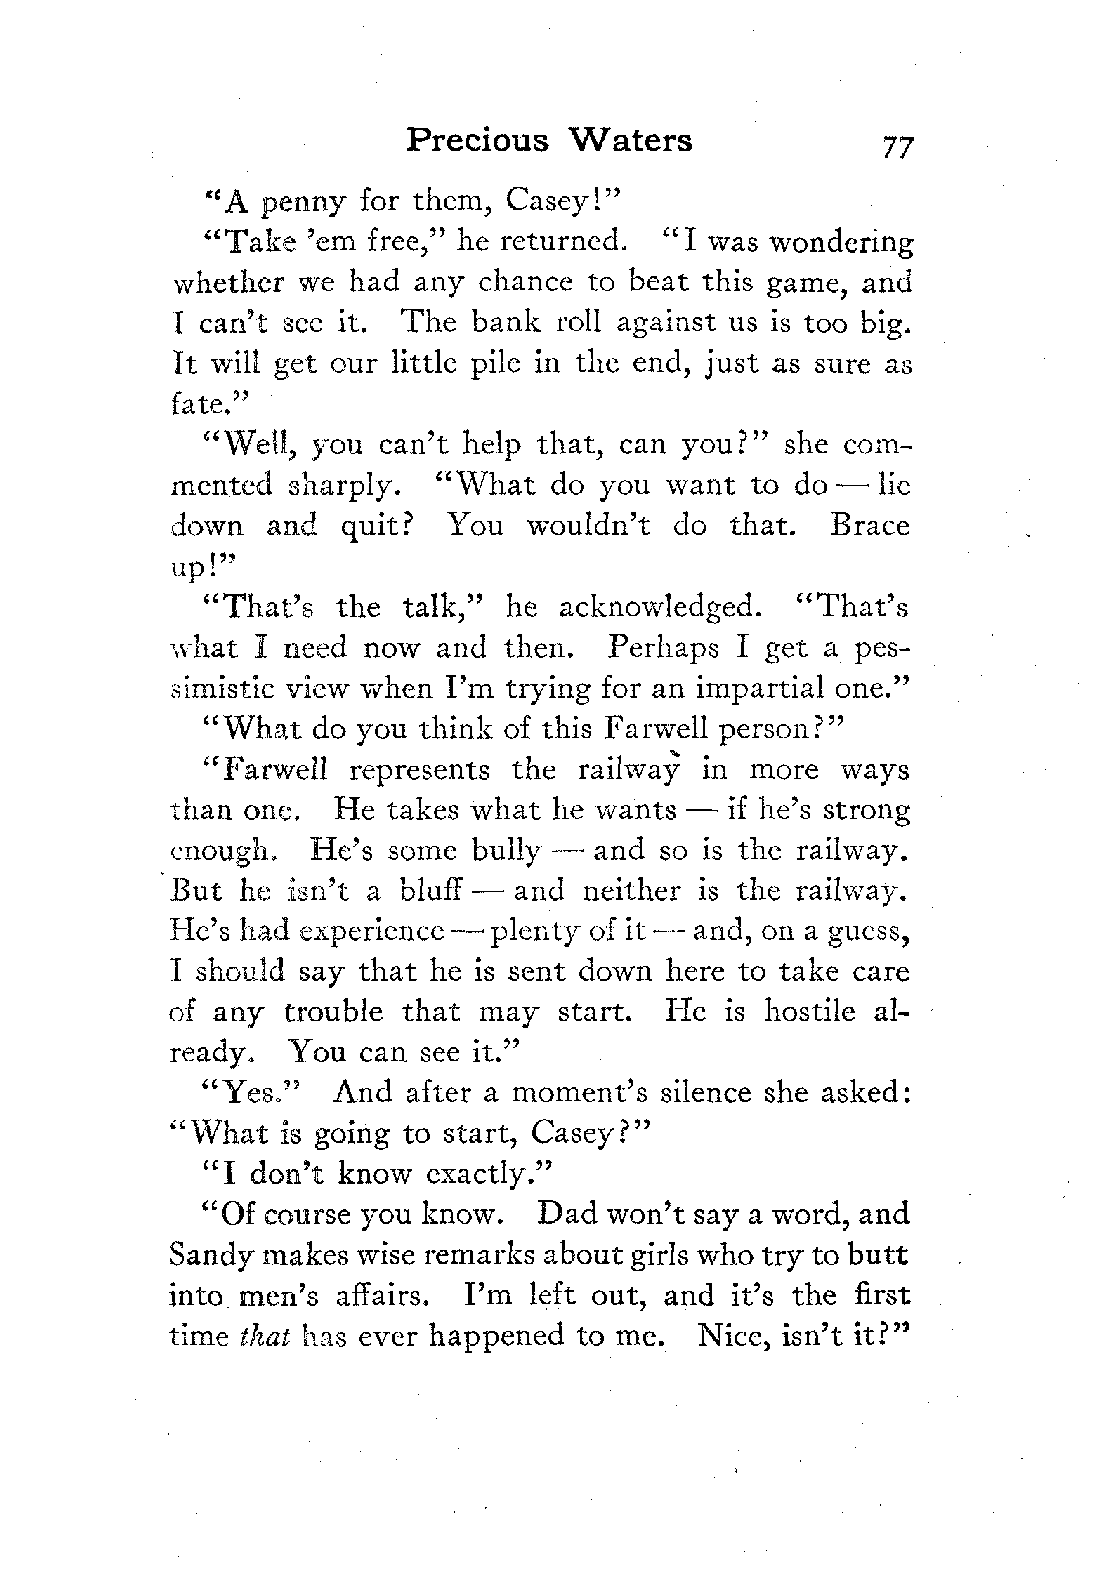 Precious Waters 77
“A penny for them, Casey!”
“Take ’em free,” he returned. “I was wondering
whether we had any chance to beat this game, and
I can’t see it. The bank roll against us is too big.
It will get our little pile in the end, just as sure as
fate.”
“Well, you can’t help that, can you?” she com-
mented sharply. “What do you want to do — lie
down and quit? You wouldn’t do that. Brace
up!”
“That’s the talk,” he acknowledged. “That’s
what I need now and then. Perhaps I get a pes-
simistic view when I’m trying for an impartial one.”
“What do you think of this Farwell person?”
“Farwell represents the railway in more ways
than one. He takes what he wants — if he’s strong
enough. He’s some bully — and so is the railway.
But he isn’t a bluff — and neither is the railway.
He’s had experience — plenty of it — and, on a guess,
I should say that he is sent down here to take care
of any trouble that may start. He is hostile al-
ready. You can see it.”
“Yes.” And after a moment’s silence she asked:
“What is going to start, Casey?”
“I don’t know exactly.”
“Of course you know. Dad won’t say a word, and
Sandy makes wise remarks about girls who try to butt
into men’s affairs. I’m left out, and it’s the first
time that has ever happened to me. Nice, isn’t it?”